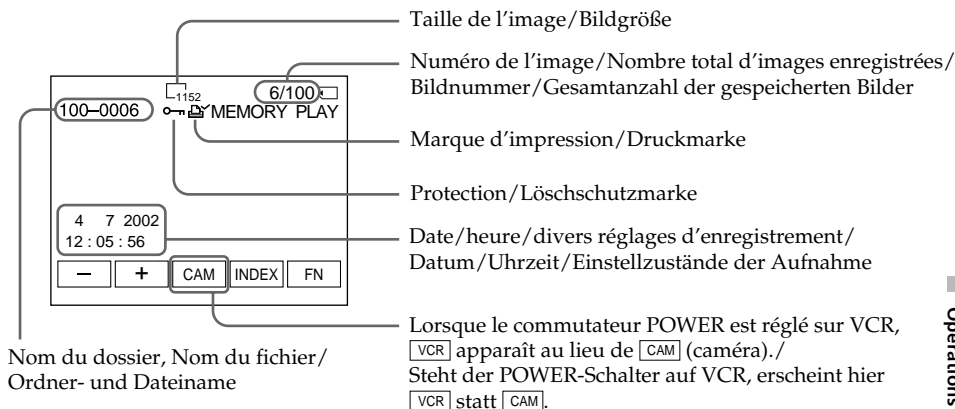 Taille de l’image/Bildgröße
Numéro de l’image/Nombre total d’images enregistrées/
Bildnummer/Gesamtanzahl der gespeicherten Bilder
1152
6/100
100–0006
MEMORY PLAY
Marque d’impression/Druckmarke
Protection/Löschschutzmarke
4 7 2002
12 : 05 : 56
Date/heure/divers réglages d’enregistrement/
Datum/Uhrzeit/Einstellzustände der Aufnahme
– + CAM INDEX FN
Lorsque le commutateur POWER est réglé sur VCR,
VCR apparaît au lieu de CAM (caméra)./
Steht der POWER-Schalter auf VCR, erscheint hier
VCR statt CAM.
Nom du dossier, Nom du fichier/
Ordner- und Dateiname